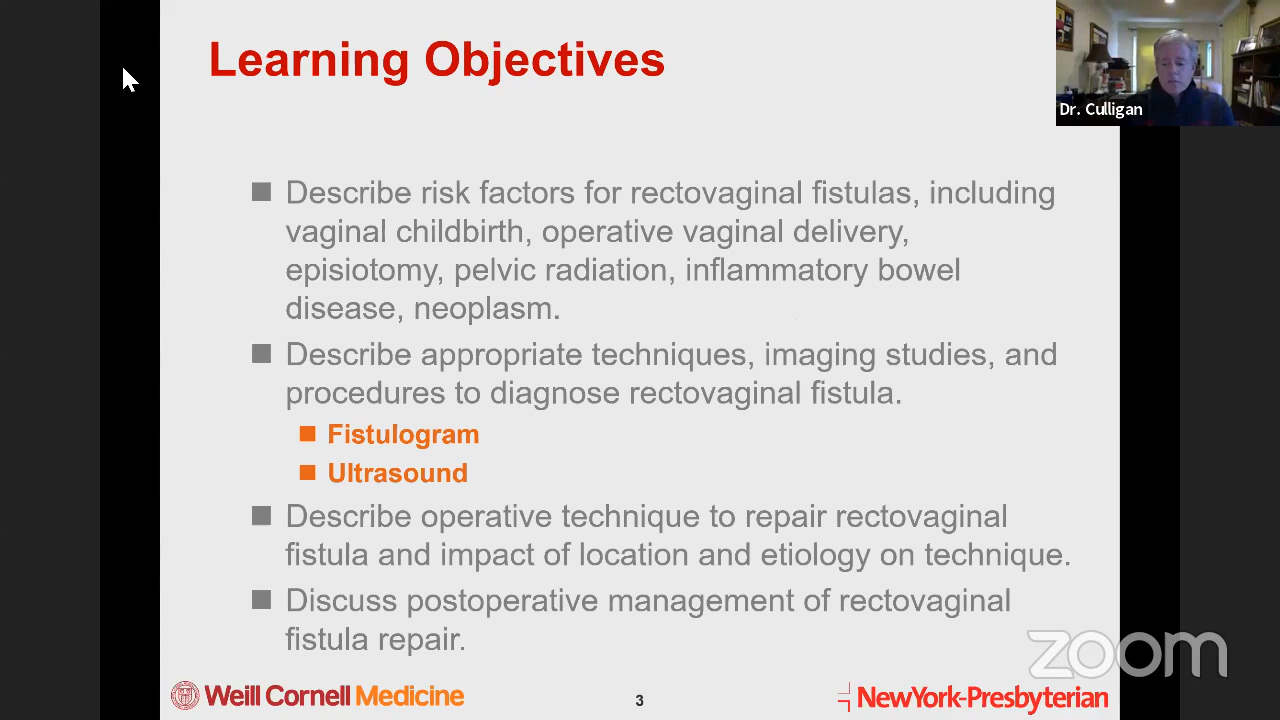 Learning Objectives
Dr. Culligan
Describe risk factors for rectovaginal fistulas, including
vaginal childbirth, operative vaginal delivery,
episiotomy, pelvic radiation, inflammatory bowel
disease, neoplasm.
Describe appropriate techniques, imaging studies, and
procedures to diagnose rectovaginal fistula.
Fistulogram
Ultrasound
Describe operative technique to repair rectovaginal
fistula and impact of location and etiology on technique.
Discuss postoperative management of rectovaginal
fistula repair.
zoom
Weill Cornell Medicine
3
NewYork-Presbyterian